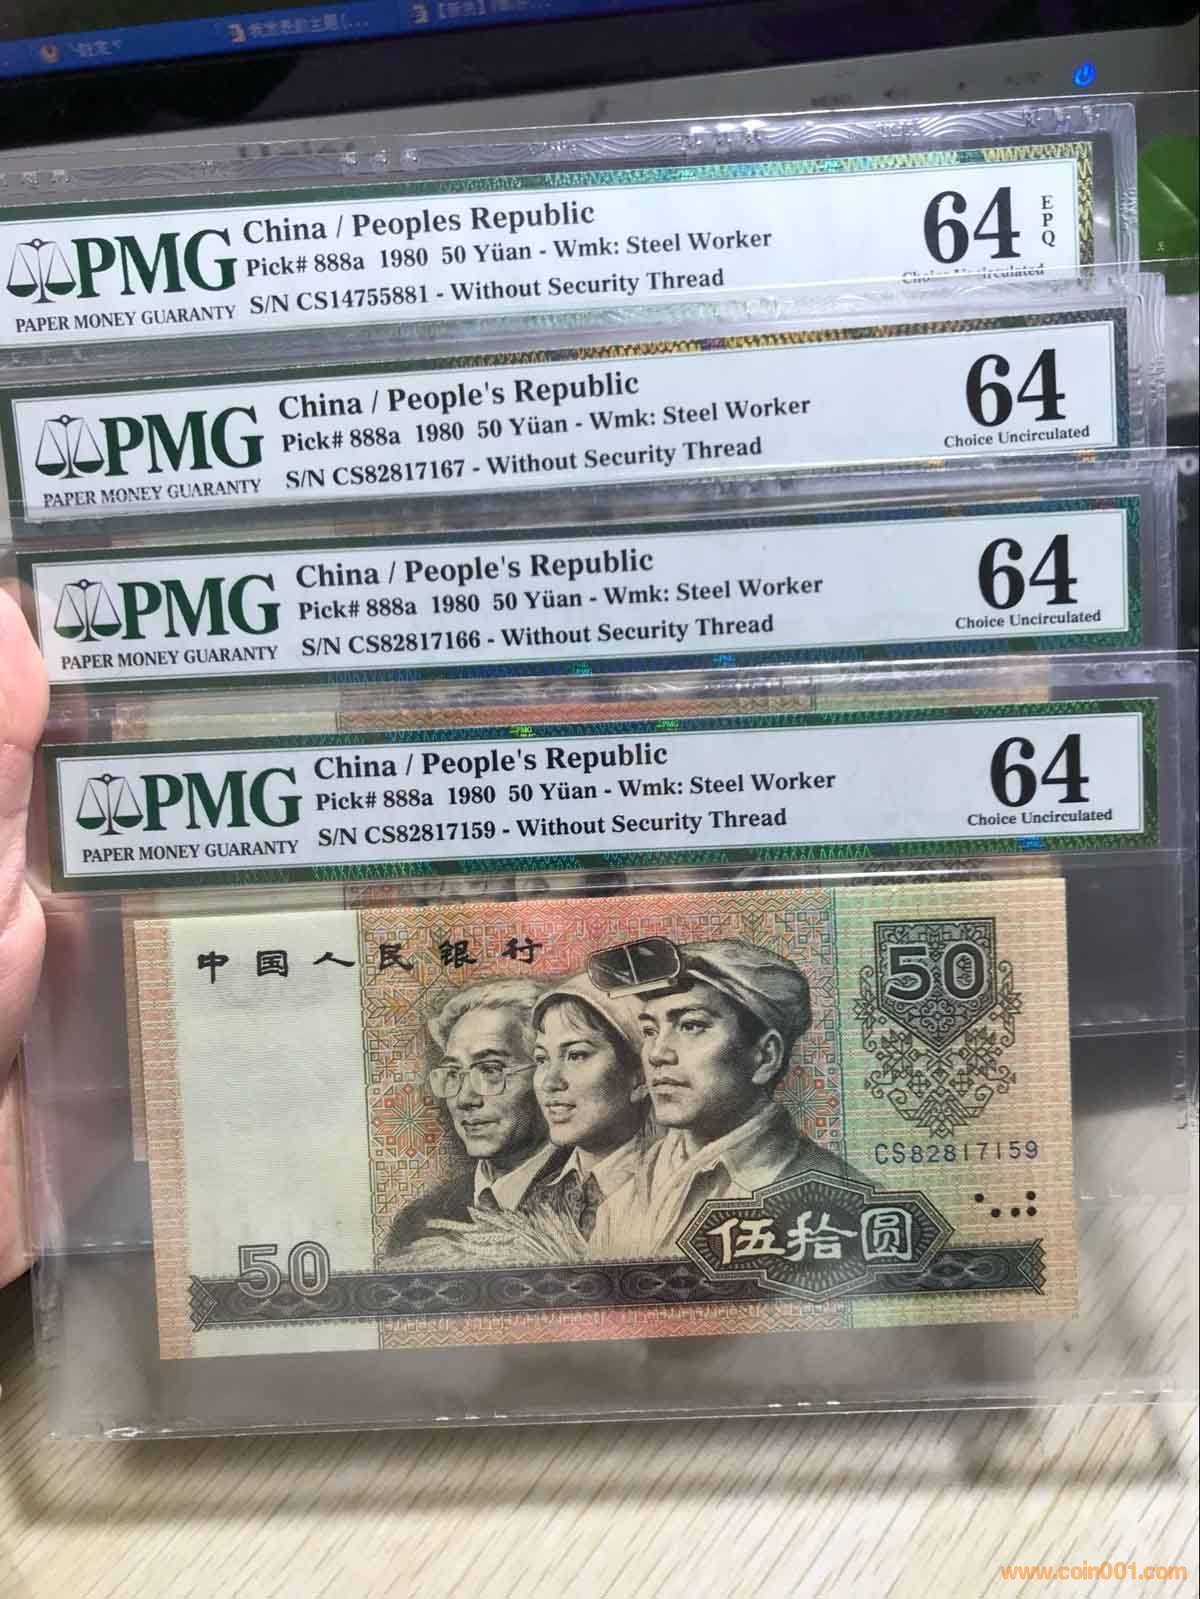 PMG
PAPER MONEY GUARANTY
China / Peoples Republic
Pick# 888a 1980 50 Yüan - Wmk: Steel Worker
S/N CS14755881 - Without Security Thread
64
EPQ
Choice Uncirculated
PMG
PAPER MONEY GUARANTY
China / People's Republic
Pick# 888a 1980 50 Yüan - Wmk: Steel Worker
S/N CS82817167 - Without Security Thread
64
Choice Uncirculated
PMG
PAPER MONEY GUARANTY
China / People's Republic
Pick# 888a 1980 50 Yüan - Wmk: Steel Worker
S/N CS82817166 - Without Security Thread
64
Choice Uncirculated
PMG
PAPER MONEY GUARANTY
China / People's Republic
Pick# 888a 1980 50 Yüan - Wmk: Steel Worker
S/N CS82817159 - Without Security Thread
64
Choice Uncirculated
中国人民银行
50
CS82817159
伍拾圆
50
www.coin001.com